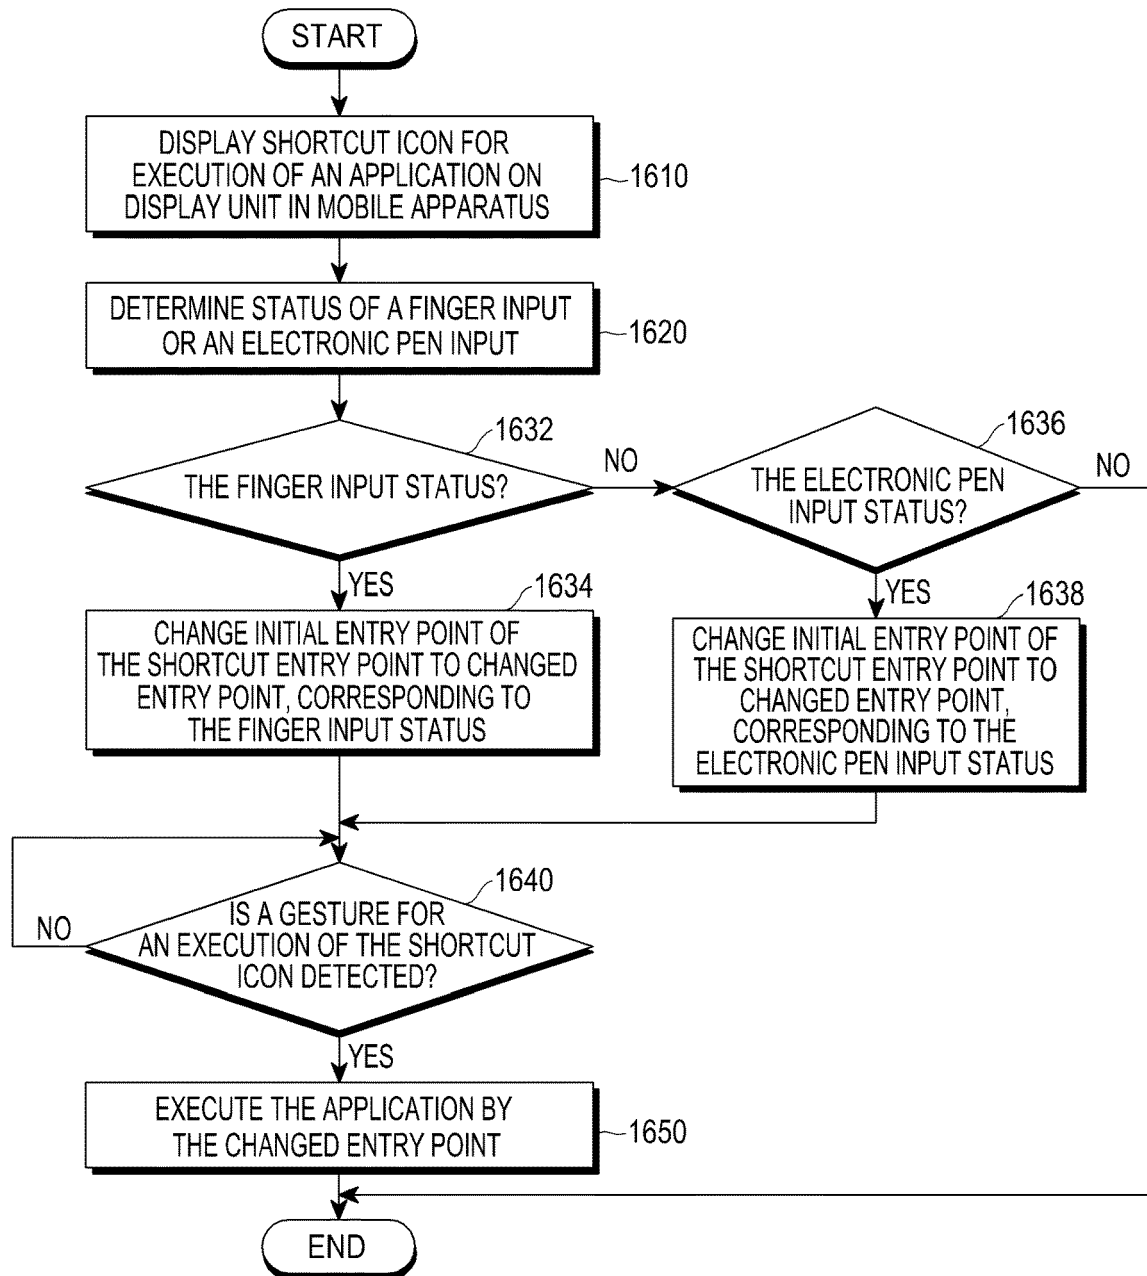 START
DISPLAY SHORTCUT ICON FOR
EXECUTION OF AN APPLICATION ON
DISPLAY UNIT IN MOBILE APPARATUS
1610
DETERMINE STATUS OF A FINGER INPUT
OR AN ELECTRONIC PEN INPUT
1620
1632
THE FINGER INPUT STATUS?
NO
1636
THE ELECTRONIC PEN
INPUT STATUS?
NO
YES
1634
CHANGE INITIAL ENTRY POINT OF
THE SHORTCUT ENTRY POINT TO CHANGED
ENTRY POINT, CORRESPONDING TO
THE FINGER INPUT STATUS
YES
1638
CHANGE INITIAL ENTRY POINT OF
THE SHORTCUT ENTRY POINT TO
CHANGED ENTRY POINT,
CORRESPONDING TO THE
ELECTRONIC PEN INPUT STATUS
1640
IS A GESTURE FOR
AN EXECUTION OF THE SHORTCUT
ICON DETECTED?
NO
YES
EXECUTE THE APPLICATION BY
THE CHANGED ENTRY POINT
1650
END